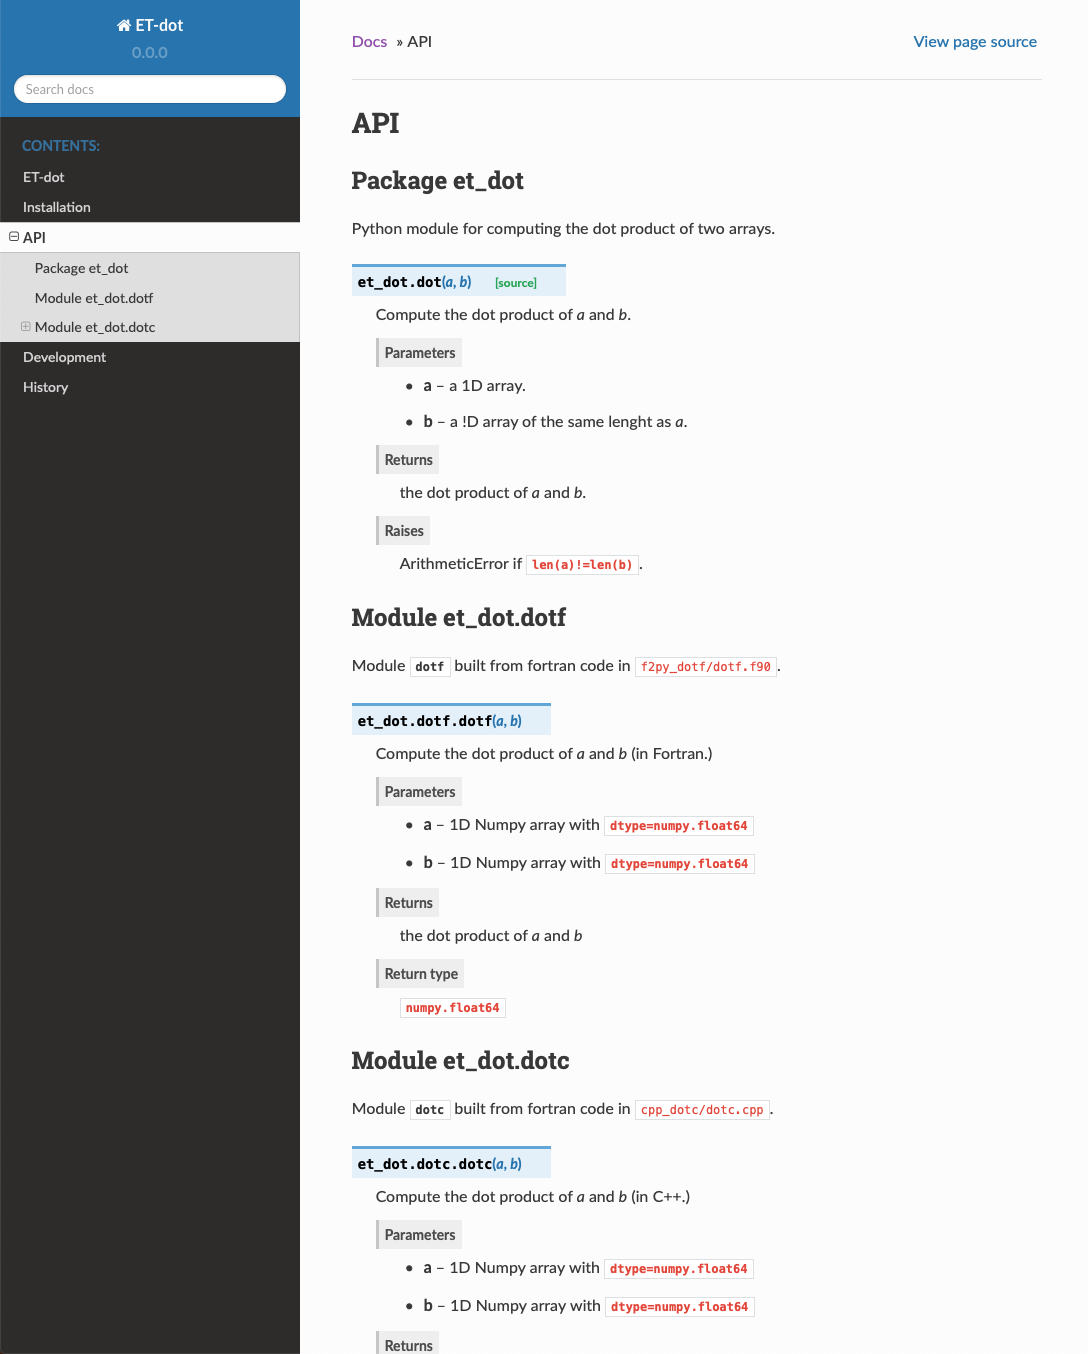 ET-dot
0.0.0
Search docs
CONTENTS:
ET-dot
Installation
API
Package et_dot
Module et_dot.dotf
Module et_dot.dotc
Development
History
Docs » API
View page source
API
Package et_dot
Python module for computing the dot product of two arrays.
et_dot.dot(a, b) [source]
Compute the dot product of a and b.
Parameters
• a – a 1D array.
• b – a !D array of the same lenght as a.
Returns
the dot product of a and b.
Raises
ArithmeticError if len(a)!=len(b).
Module et_dot.dotf
Module dotf built from fortran code in f2py_dotf/dotf.f90.
et_dot.dotf.dotf(a, b)
Compute the dot product of a and b (in Fortran.)
Parameters
• a – 1D Numpy array with dtype=numpy.float64
• b – 1D Numpy array with dtype=numpy.float64
Returns
the dot product of a and b
Return type
numpy.float64
Module et_dot.dotc
Module dotc built from fortran code in cpp_dotc/dotc.cpp.
et_dot.dotc.dotc(a, b)
Compute the dot product of a and b (in C++.)
Parameters
• a – 1D Numpy array with dtype=numpy.float64
• b – 1D Numpy array with dtype=numpy.float64
Returns